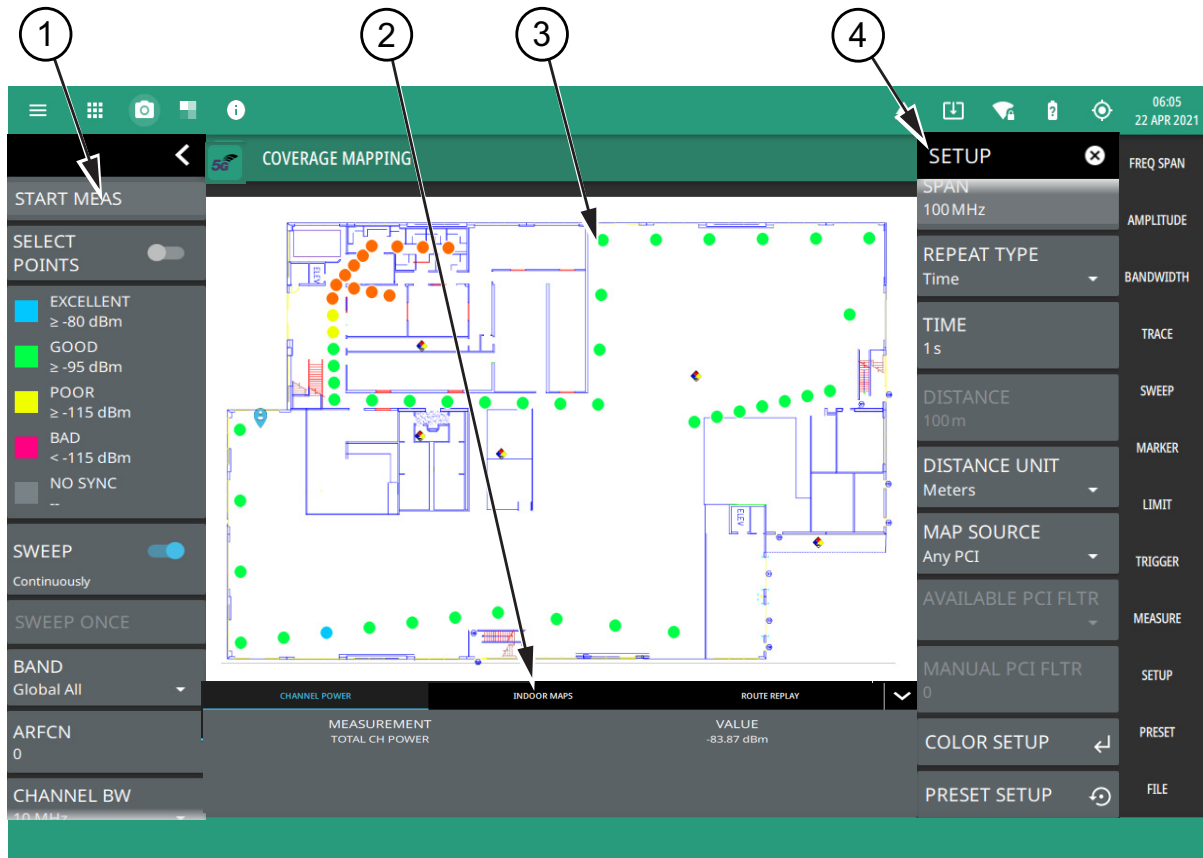 1
2
3
4
06:05
22 APR 2021
5G
COVERAGE MAPPING
START MEAS
SELECT
POINTS
EXCELLENT
≥ -80 dBm
GOOD
≥ -95 dBm
POOR
≥ -115 dBm
BAD
< -115 dBm
NO SYNC
--
SWEEP
Continuously
SWEEP ONCE
BAND
Global All
ARFCN
0
CHANNEL BW
10 MHz
ELEV
ELEV
CHANNEL POWER
INDOOR MAPS
ROUTE REPLAY
MEASUREMENT
VALUE
TOTAL CH POWER
-83.87 dBm
SETUP
SPAN
100 MHz
REPEAT TYPE
Time
TIME
1 s
DISTANCE
100 m
DISTANCE UNIT
Meters
MAP SOURCE
Any PCI
AVAILABLE PCI FLTR
MANUAL PCI FLTR
0
COLOR SETUP
PRESET SETUP
FREQ SPAN
AMPLITUDE
BANDWIDTH
TRACE
SWEEP
MARKER
LIMIT
TRIGGER
MEASURE
SETUP
PRESET
FILE